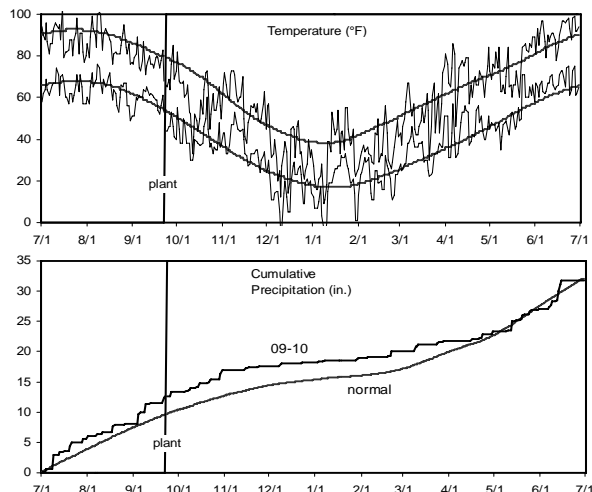 Temperature (°F)
100
80
60
40
20
0
plant
7/1 8/1 9/1 10/1 11/1 12/1 1/1 2/1 3/1 4/1 5/1 6/1 7/1
Cumulative
Precipitation (in.)
35
30
25
20
15
10
5
0
09-10
normal
plant
7/1 8/1 9/1 10/1 11/1 12/1 1/1 2/1 3/1 4/1 5/1 6/1 7/1